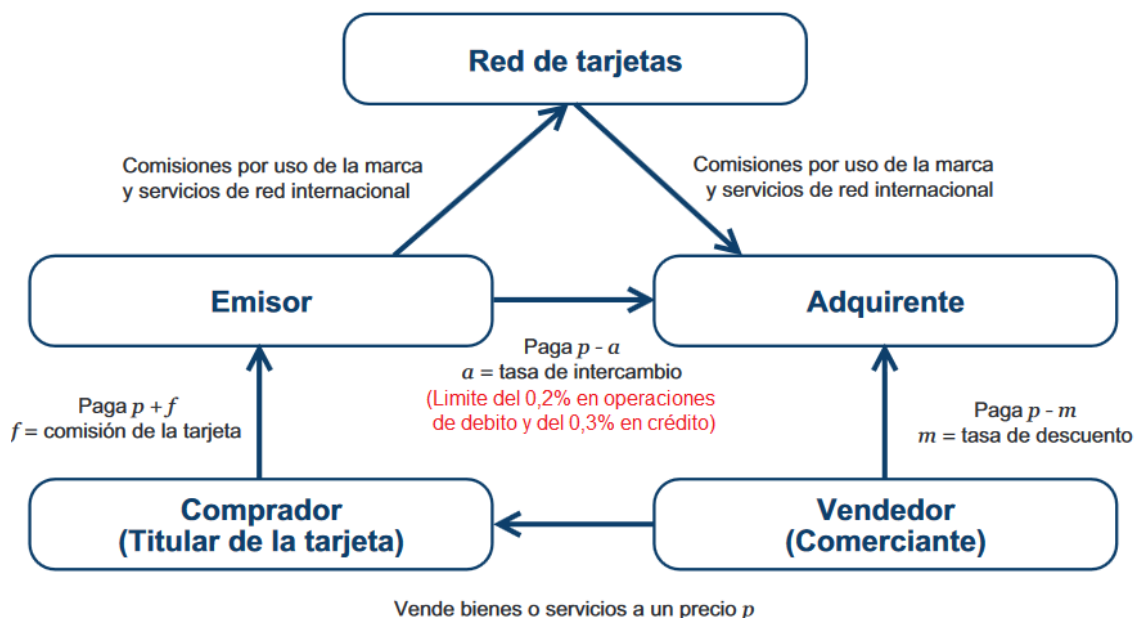 Red de tarjetas
Comisiones por uso de la marca
y servicios de red internacional
Comisiones por uso de la marca
y servicios de red internacional
Emisor
Adquirente
Paga p - a
a = tasa de intercambio
(Limite del 0,2% en operaciones
de debito y del 0,3% en crédito)
Paga p + f
f = comisión de la tarjeta
Paga p - m
m = tasa de descuento
Comprador
(Titular de la tarjeta)
Vendedor
(Comerciante)
Vende bienes o servicios a un precio p